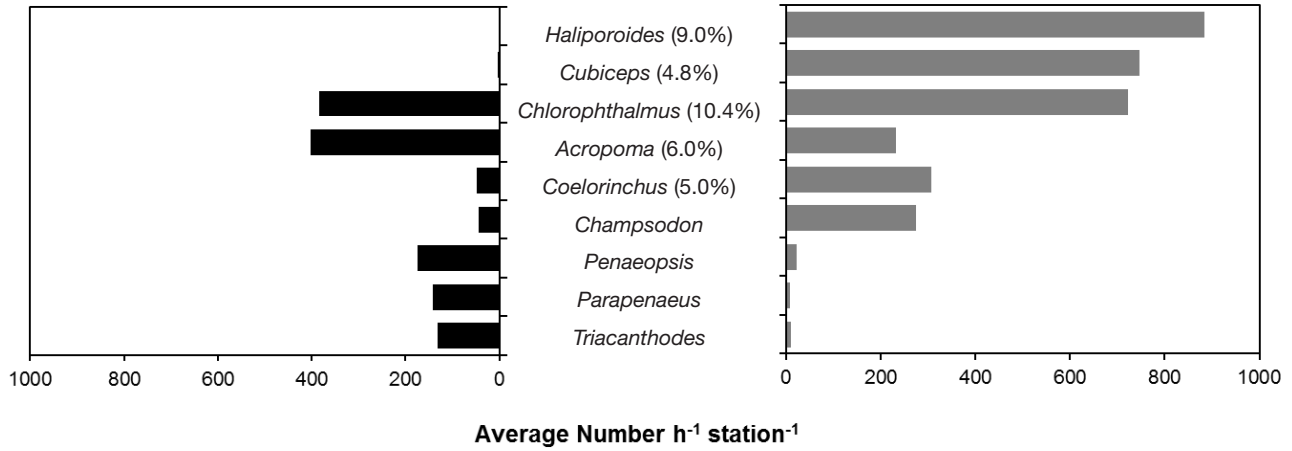 Haliporoides (9.0%)
Cubiceps (4.8%)
Chlorophthalmus (10.4%)
Acropoma (6.0%)
Coelorinchus (5.0%)
Champsodon
Penaeopsis
Parapenaeus
Triacanthodes
1000 800 600 400 200 0 0 200 400 600 800 1000
Average Number h⁻¹ station⁻¹